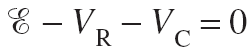 ℰ − V_R − V_C = 0